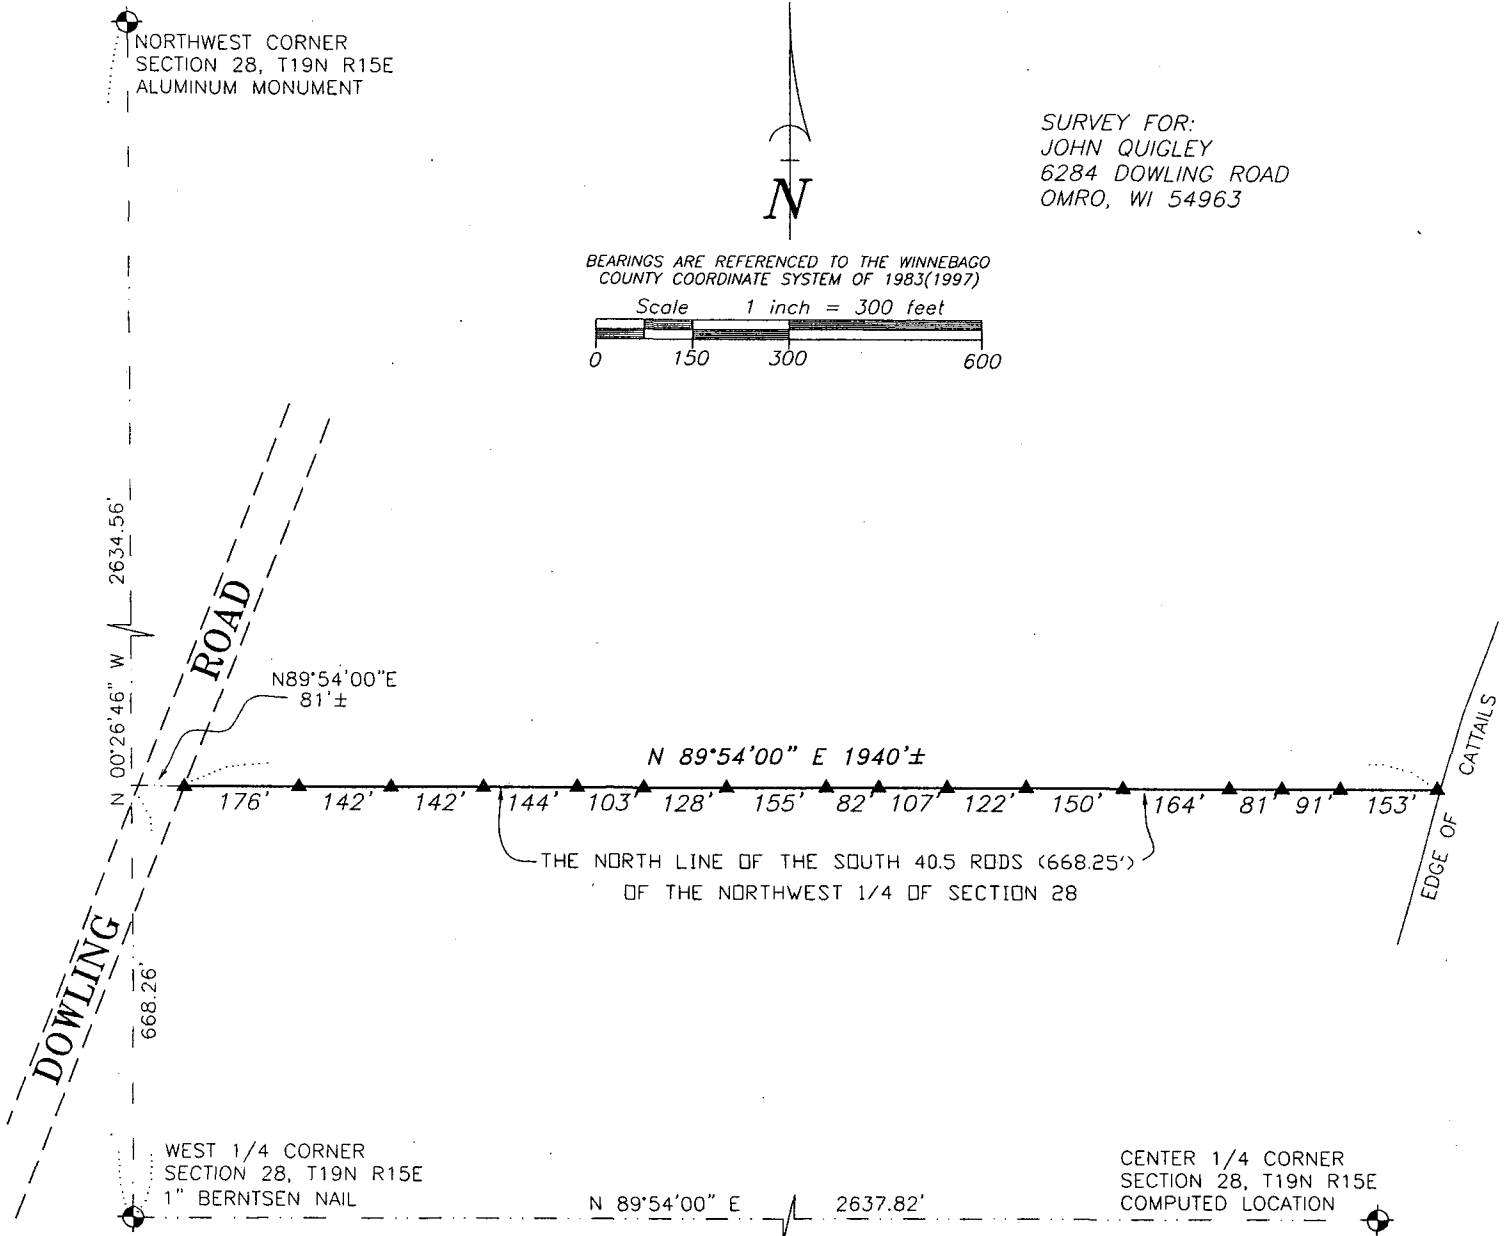 NORTHWEST CORNER
SECTION 28, T19N R15E
ALUMINUM MONUMENT
N
SURVEY FOR:
JOHN QUIGLEY
6284 DOWLING ROAD
OMRO, WI 54963
BEARINGS ARE REFERENCED TO THE WINNEBAGO
COUNTY COORDINATE SYSTEM OF 1983(1997)
Scale 1 inch = 300 feet
0 150 300 600
N 00°26'46" W 2634.56'
DOWLING ROAD
N89°54'00"E
81'±
N 89°54'00" E 1940'±
176' 142' 142' 144' 103' 128' 155' 82' 107' 122' 150' 164' 81' 91' 153'
EDGE OF CATTAILS
THE NORTH LINE OF THE SOUTH 40.5 RODS (668.25')
OF THE NORTHWEST 1/4 OF SECTION 28
668.26'
WEST 1/4 CORNER
SECTION 28, T19N R15E
1" BERNTSEN NAIL
N 89°54'00" E 2637.82'
CENTER 1/4 CORNER
SECTION 28, T19N R15E
COMPUTED LOCATION